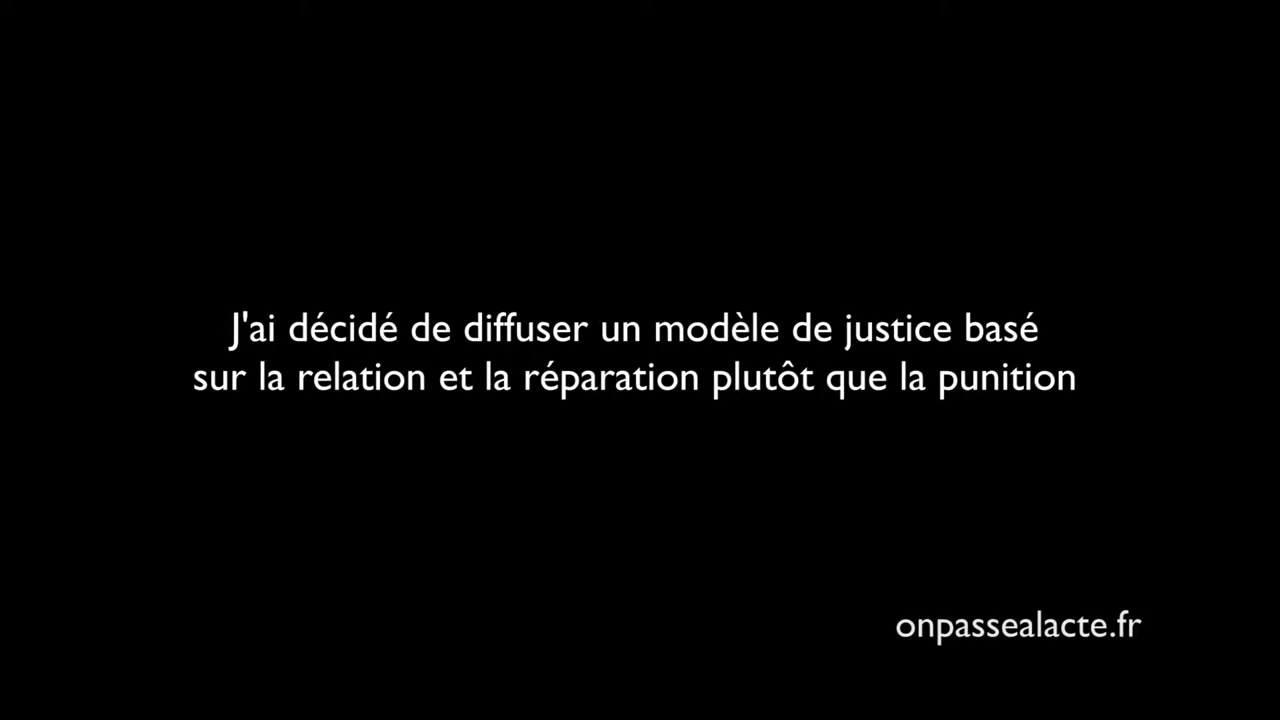 J'ai décidé de diffuser un modèle de justice basé
sur la relation et la réparation plutôt que la punition
onpassealacte.fr